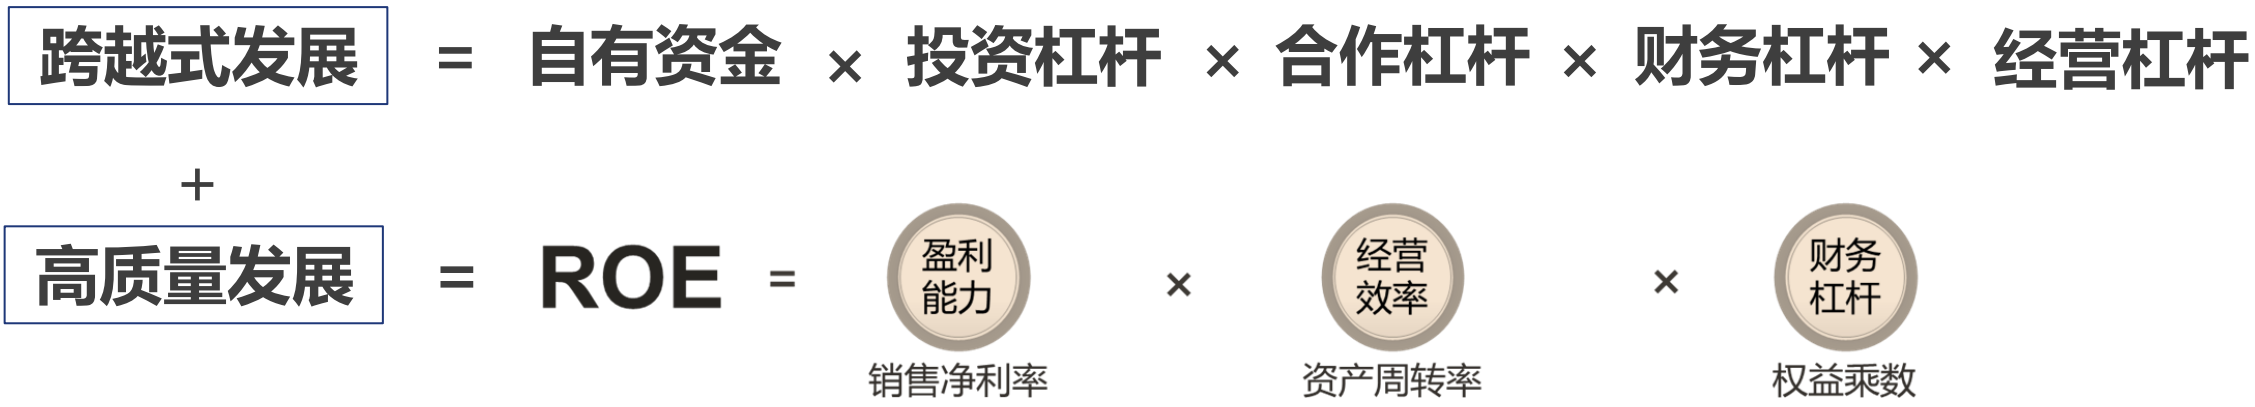 跨越式发展 = 自有资金 × 投资杠杆 × 合作杠杆 × 财务杠杆 × 经营杠杆
+
高质量发展 = ROE = 盈利能力 × 经营效率 × 财务杠杆
销售净利率 资产周转率 权益乘数